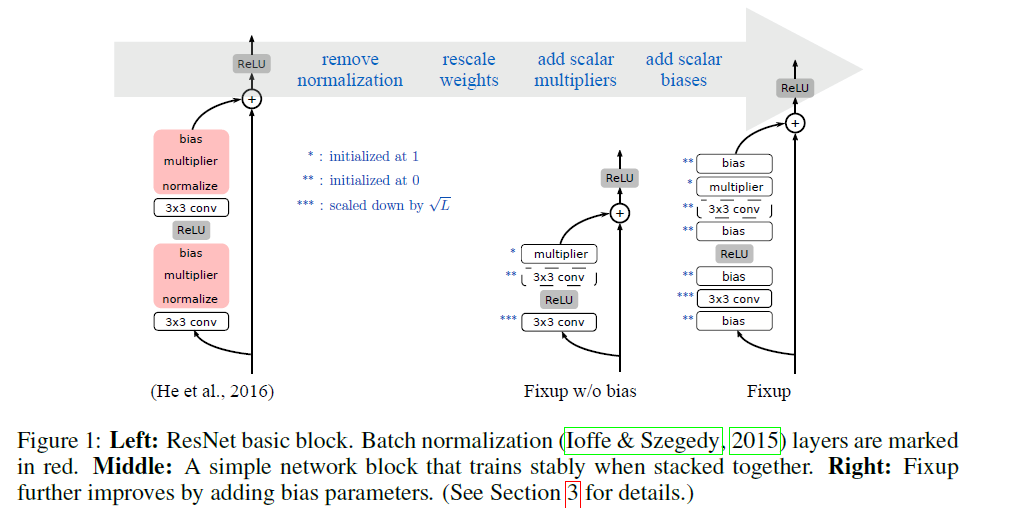 remove normalization
rescale weights
add scalar multipliers
add scalar biases
ReLU
+
bias
multiplier
normalize
3x3 conv
ReLU
bias
multiplier
normalize
3x3 conv
(He et al., 2016)
* : initialized at 1
** : initialized at 0
*** : scaled down by √L
ReLU
+
* multiplier
** 3x3 conv
ReLU
*** 3x3 conv
Fixup w/o bias
ReLU
+
** bias
* multiplier
** 3x3 conv
** bias
ReLU
** bias
*** 3x3 conv
** bias
Fixup
Figure 1: Left: ResNet basic block. Batch normalization (Ioffe & Szegedy, 2015) layers are marked
in red. Middle: A simple network block that trains stably when stacked together. Right: Fixup
further improves by adding bias parameters. (See Section 3 for details.)